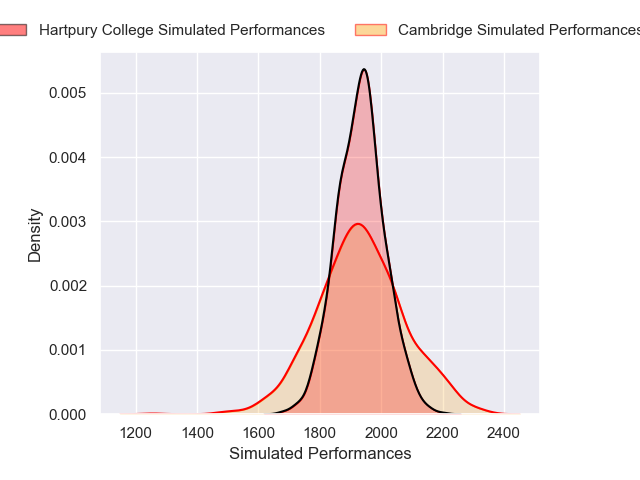 Hartpury College Simulated Performances
Cambridge Simulated Performances
0.005
0.004
0.003
0.002
0.001
0.000
Density
1200 1400 1600 1800 2000 2200 2400
Simulated Performances